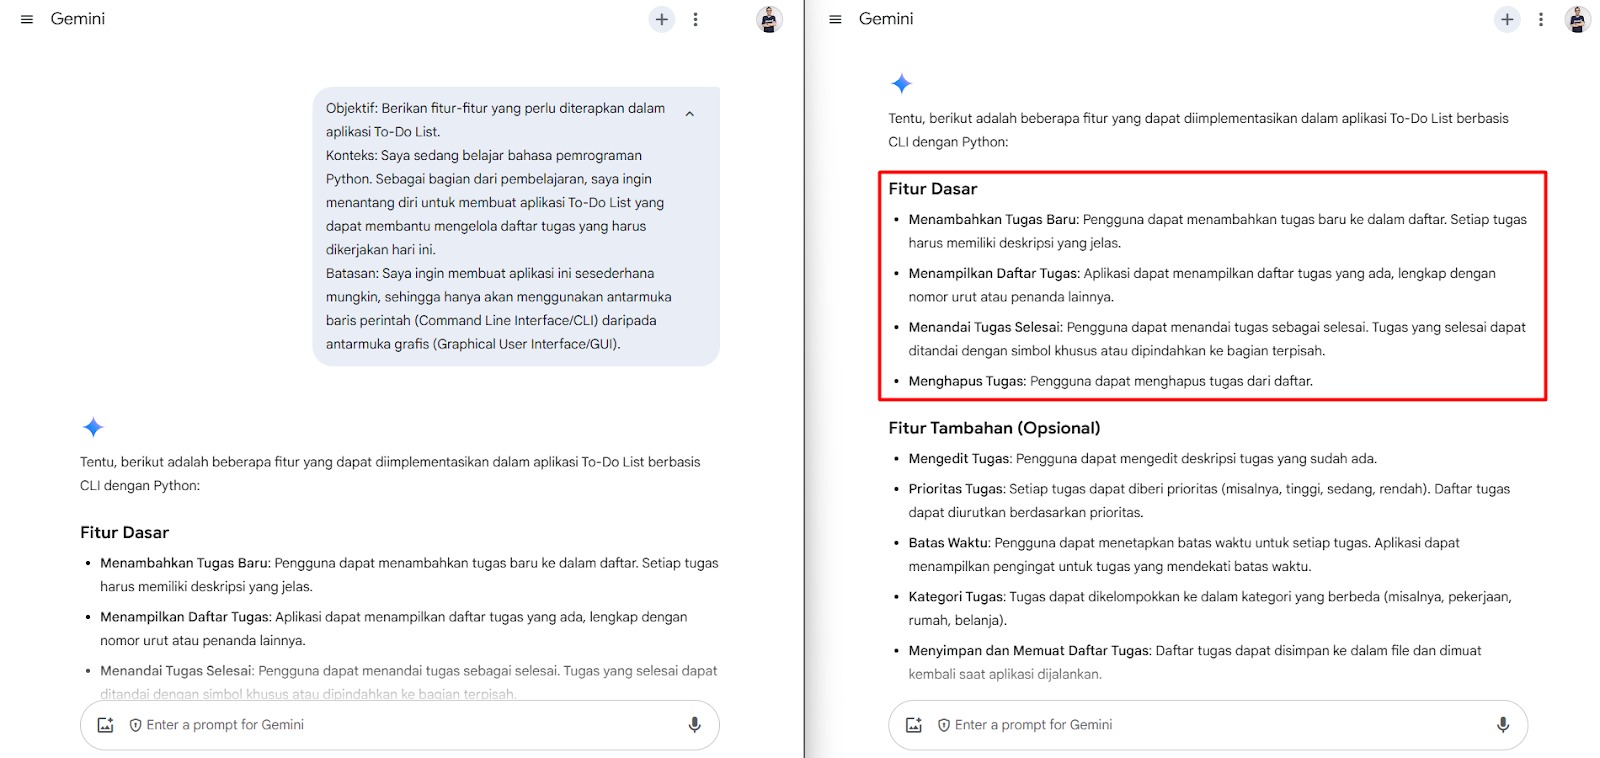 Gemini
Objektif: Berikan fitur-fitur yang perlu diterapkan dalam
aplikasi To-Do List.
Konteks: Saya sedang belajar bahasa pemrograman
Python. Sebagai bagian dari pembelajaran, saya ingin
menantang diri untuk membuat aplikasi To-Do List yang
dapat membantu mengelola daftar tugas yang harus
dikerjakan hari ini.
Batasan: Saya ingin membuat aplikasi ini sesederhana
mungkin, sehingga hanya akan menggunakan antarmuka
baris perintah (Command Line Interface/CLI) daripada
antarmuka grafis (Graphical User Interface/GUI).
Tentu, berikut adalah beberapa fitur yang dapat diimplementasikan dalam aplikasi To-Do List berbasis
CLI dengan Python:
Fitur Dasar
• Menambahkan Tugas Baru: Pengguna dapat menambahkan tugas baru ke dalam daftar. Setiap tugas
harus memiliki deskripsi yang jelas.
• Menampilkan Daftar Tugas: Aplikasi dapat menampilkan daftar tugas yang ada, lengkap dengan
nomor urut atau penanda lainnya.
• Menandai Tugas Selesai: Pengguna dapat menandai tugas sebagai selesai. Tugas yang selesai dapat
ditandai dengan simbol khusus atau dipindahkan ke bagian terpisah.
Enter a prompt for Gemini
Gemini
Tentu, berikut adalah beberapa fitur yang dapat diimplementasikan dalam aplikasi To-Do List berbasis
CLI dengan Python:
Fitur Dasar
• Menambahkan Tugas Baru: Pengguna dapat menambahkan tugas baru ke dalam daftar. Setiap tugas
harus memiliki deskripsi yang jelas.
• Menampilkan Daftar Tugas: Aplikasi dapat menampilkan daftar tugas yang ada, lengkap dengan
nomor urut atau penanda lainnya.
• Menandai Tugas Selesai: Pengguna dapat menandai tugas sebagai selesai. Tugas yang selesai dapat
ditandai dengan simbol khusus atau dipindahkan ke bagian terpisah.
• Menghapus Tugas: Pengguna dapat menghapus tugas dari daftar.
Fitur Tambahan (Opsional)
• Mengedit Tugas: Pengguna dapat mengedit deskripsi tugas yang sudah ada.
• Prioritas Tugas: Setiap tugas dapat diberi prioritas (misalnya, tinggi, sedang, rendah). Daftar tugas
dapat diurutkan berdasarkan prioritas.
• Batas Waktu: Pengguna dapat menetapkan batas waktu untuk setiap tugas. Aplikasi dapat
menampilkan pengingat untuk tugas yang mendekati batas waktu.
• Kategori Tugas: Tugas dapat dikelompokkan ke dalam kategori yang berbeda (misalnya, pekerjaan,
rumah, belanja).
• Menyimpan dan Memuat Daftar Tugas: Daftar tugas dapat disimpan ke dalam file dan dimuat
kembali saat aplikasi dijalankan.
Enter a prompt for Gemini